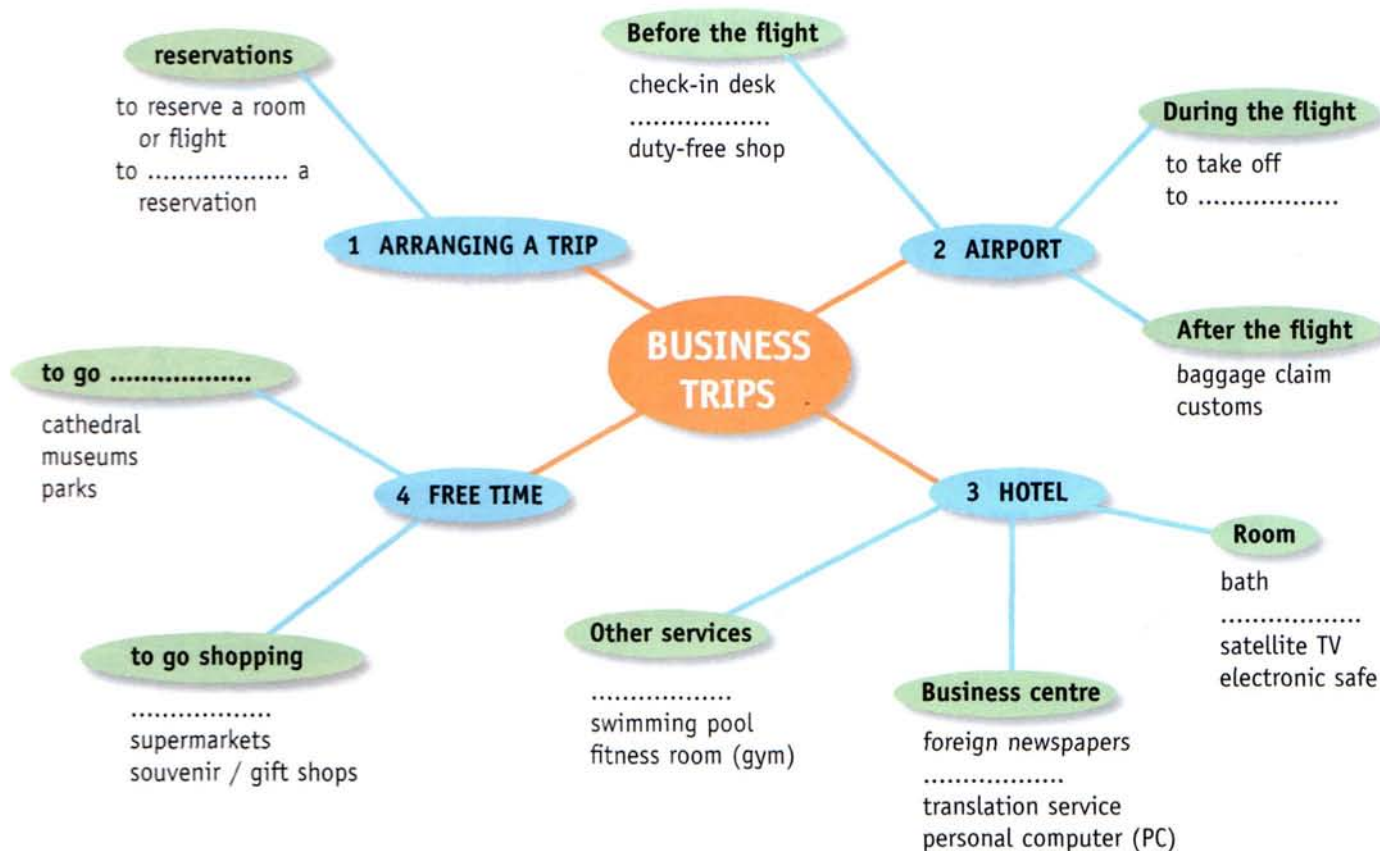 BUSINESS
TRIPS
1 ARRANGING A TRIP
reservations
to reserve a room
or flight
to .................. a
reservation
2 AIRPORT
Before the flight
check-in desk
..................
duty-free shop
During the flight
to take off
to ..................
After the flight
baggage claim
customs
3 HOTEL
Room
bath
..................
satellite TV
electronic safe
Business centre
foreign newspapers
..................
translation service
personal computer (PC)
Other services
..................
swimming pool
fitness room (gym)
4 FREE TIME
to go ..................
cathedral
museums
parks
to go shopping
..................
supermarkets
souvenir / gift shops